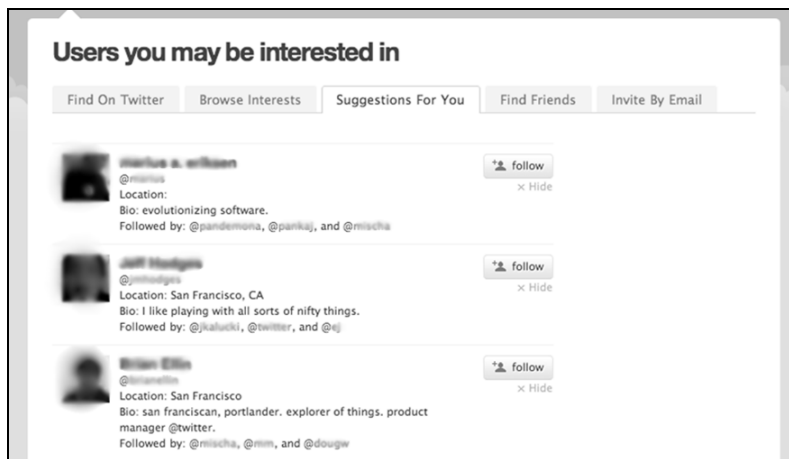 Users you may be interested in
Find On Twitter Browse Interests Suggestions For You Find Friends Invite By Email
follow
@
× Hide
Location:
Bio: evolutionizing software.
Followed by: @pandemona, @pankaj, and @mischa
follow
@
× Hide
Location: San Francisco, CA
Bio: I like playing with all sorts of nifty things.
Followed by: @jkalucki, @twitter, and @ej
follow
@
Location: San Francisco
× Hide
Bio: san franciscan, portlander. explorer of things. product
manager @twitter.
Followed by: @mischa, @mm, and @dougw